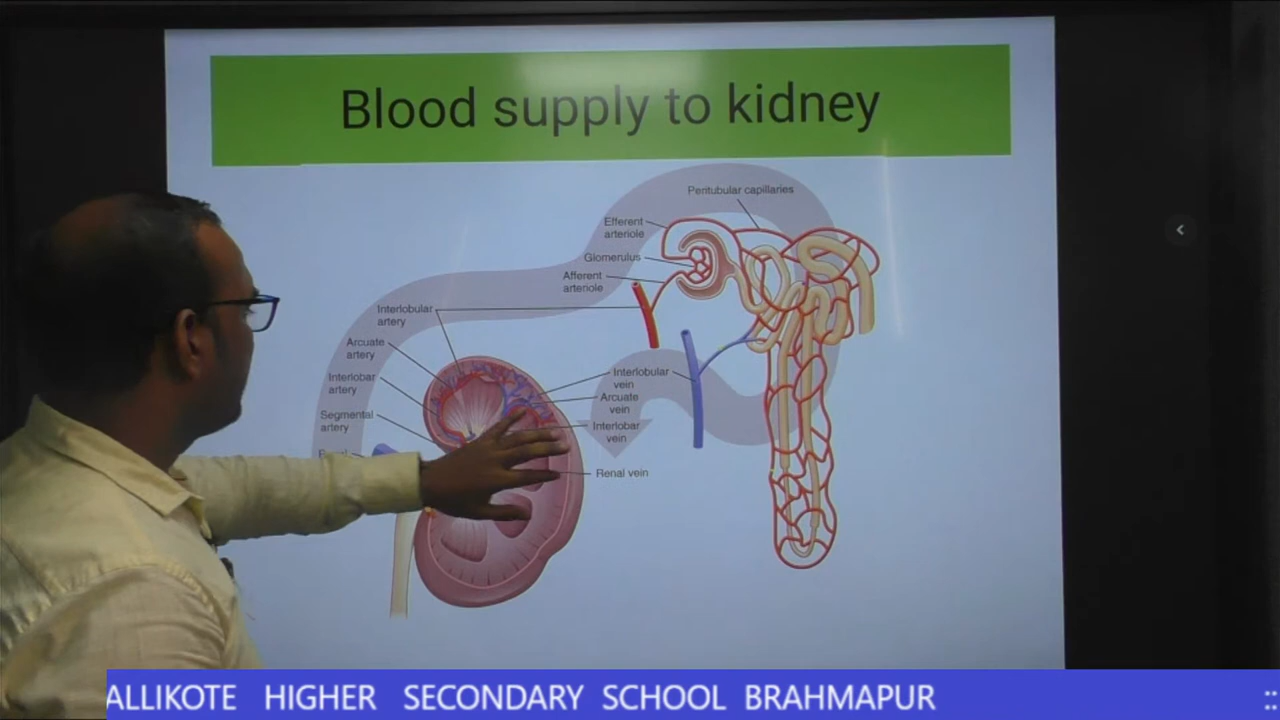 Blood supply to kidney
Peritubular capillaries
Efferent
arteriole
Glomerulus
Afferent
arteriole
Interlobular
artery
Arcuate
artery
Interlobar
artery
Segmental
artery
Interlobular
vein
Arcuate
vein
Interlobar
vein
Renal vein
ALLIKOTE HIGHER SECONDARY SCHOOL BRAHMAPUR